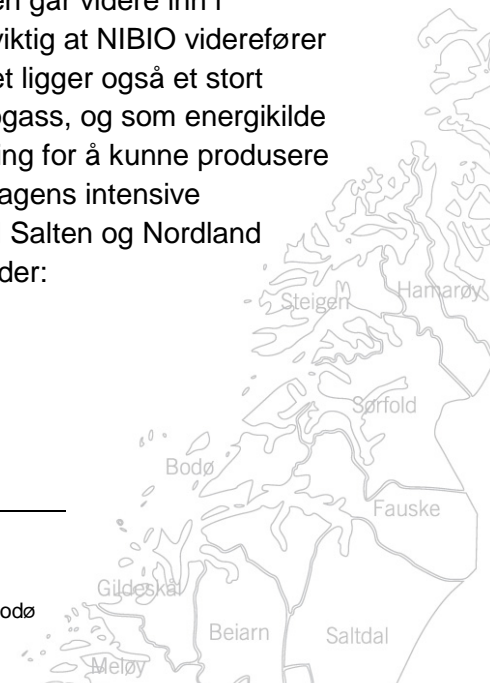 en går videre inn i
viktig at NIBIO viderefører
et ligger også et stort
ogass, og som energikilde
ing for å kunne produsere
agens intensive
Salten og Nordland
der:
Steigen
Hamarøy
Sørfold
Bodø
Fauske
Gildeskål
odø
Beiarn
Saltdal
Meløy